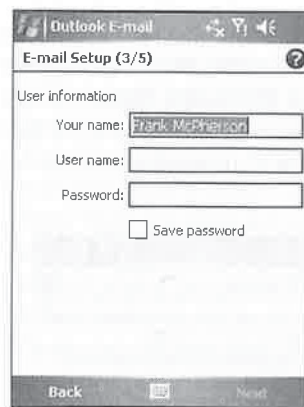 Outlook E-mail
E-mail Setup (3/5)
User information
Your name: Frank McPherson
User name:
Password:
Save password
Back Next